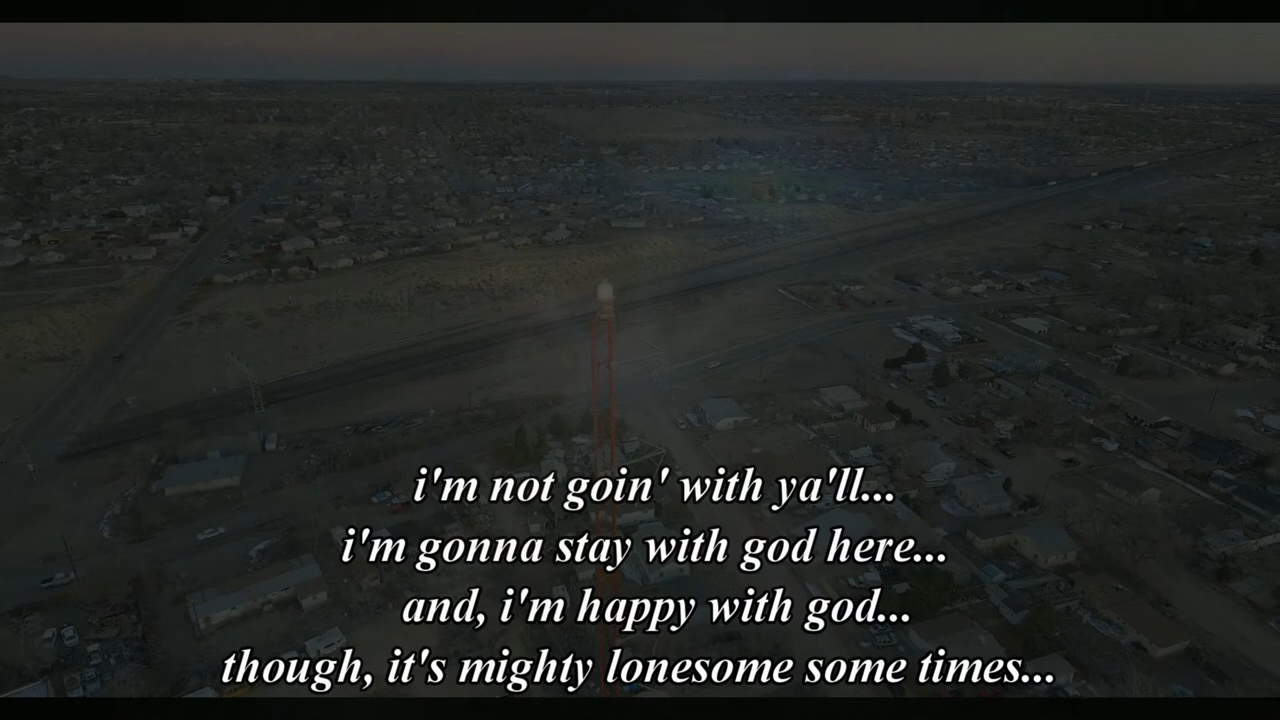 i'm not goin' with ya'll...
i'm gonna stay with god here...
and, i'm happy with god...
though, it's mighty lonesome some times...